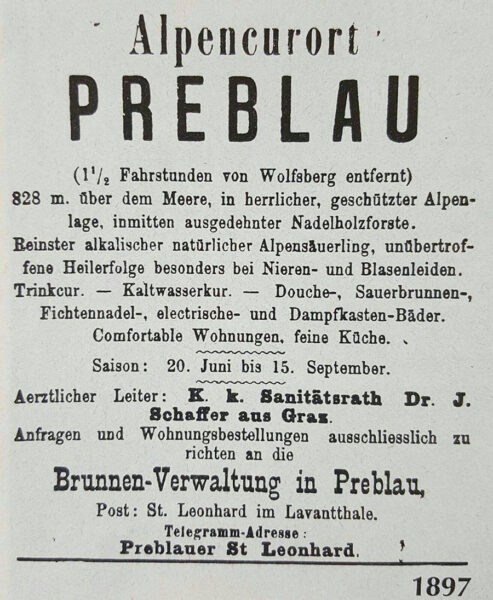 Alpencurort
PREBLAU
(1 1/2 Fahrstunden von Wolfsberg entfernt)
828 m. über dem Meere, in herrlicher, geschützter Alpen-
lage, inmitten ausgedehnter Nadelholzforste.
Reinster alkalischer natürlicher Alpensäuerling, unübertrof-
fene Heilerfolge besonders bei Nieren- und Blasenleiden.
Trinkcur. — Kaltwasserkur. — Douche-, Sauerbrunnen-,
Fichtennadel-, electrische- und Dampfkasten-Bäder.
Comfortable Wohnungen, feine Küche.
Saison: 20. Juni bis 15. September.
Aerztlicher Leiter: K. k. Sanitätsrath Dr. J.
Schaffer aus Graz.
Anfragen und Wohnungsbestellungen ausschliesslich zu
richten an die
Brunnen-Verwaltung in Preblau,
Post: St. Leonhard im Lavantthale.
Telegramm-Adresse:
Preblauer St Leonhard.
1897